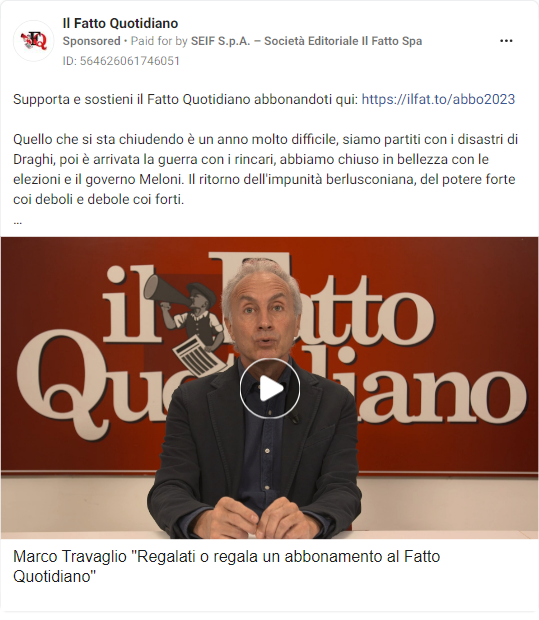 Il Fatto Quotidiano
Sponsored • Paid for by SEIF S.p.A. – Società Editoriale Il Fatto Spa
ID: 564626061746051
Supporta e sostieni il Fatto Quotidiano abbonandoti qui: https://ilfat.to/abbo2023
Quello che si sta chiudendo è un anno molto difficile, siamo partiti con i disastri di
Draghi, poi è arrivata la guerra con i rincari, abbiamo chiuso in bellezza con le
elezioni e il governo Meloni. Il ritorno dell'impunità berlusconiana, del potere forte
coi deboli e debole coi forti.
...
il Fatto
Quotidiano
Marco Travaglio "Regalati o regala un abbonamento al Fatto
Quotidiano"